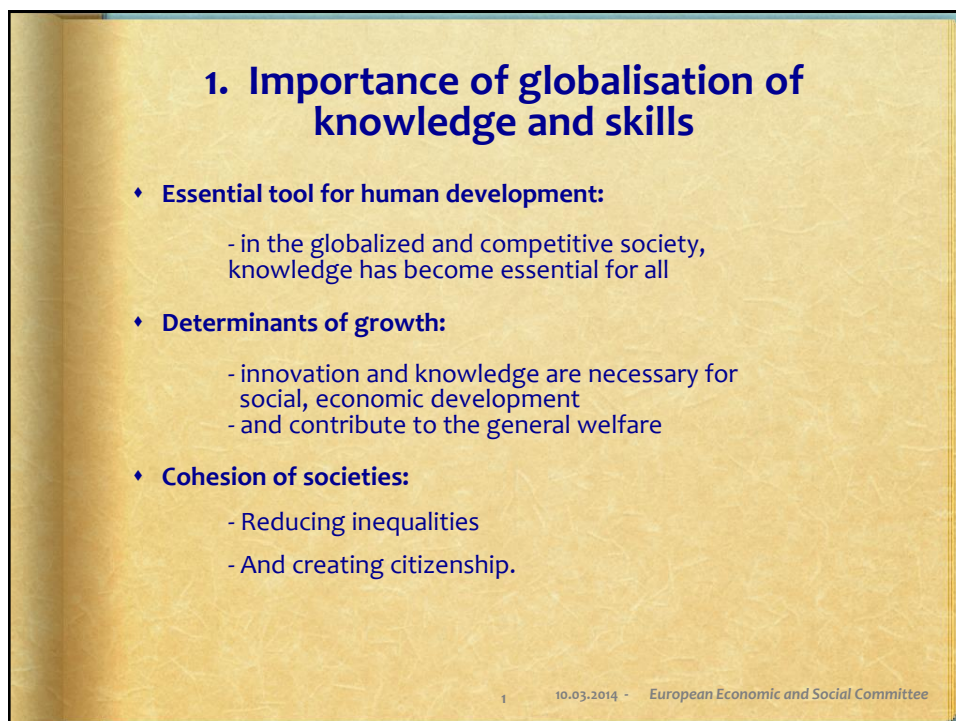 1. Importance of globalisation of
knowledge and skills
♦ Essential tool for human development:
- in the globalized and competitive society,
knowledge has become essential for all
♦ Determinants of growth:
- innovation and knowledge are necessary for
social, economic development
- and contribute to the general welfare
♦ Cohesion of societies:
- Reducing inequalities
- And creating citizenship.
1 10.03.2014 - European Economic and Social Committee